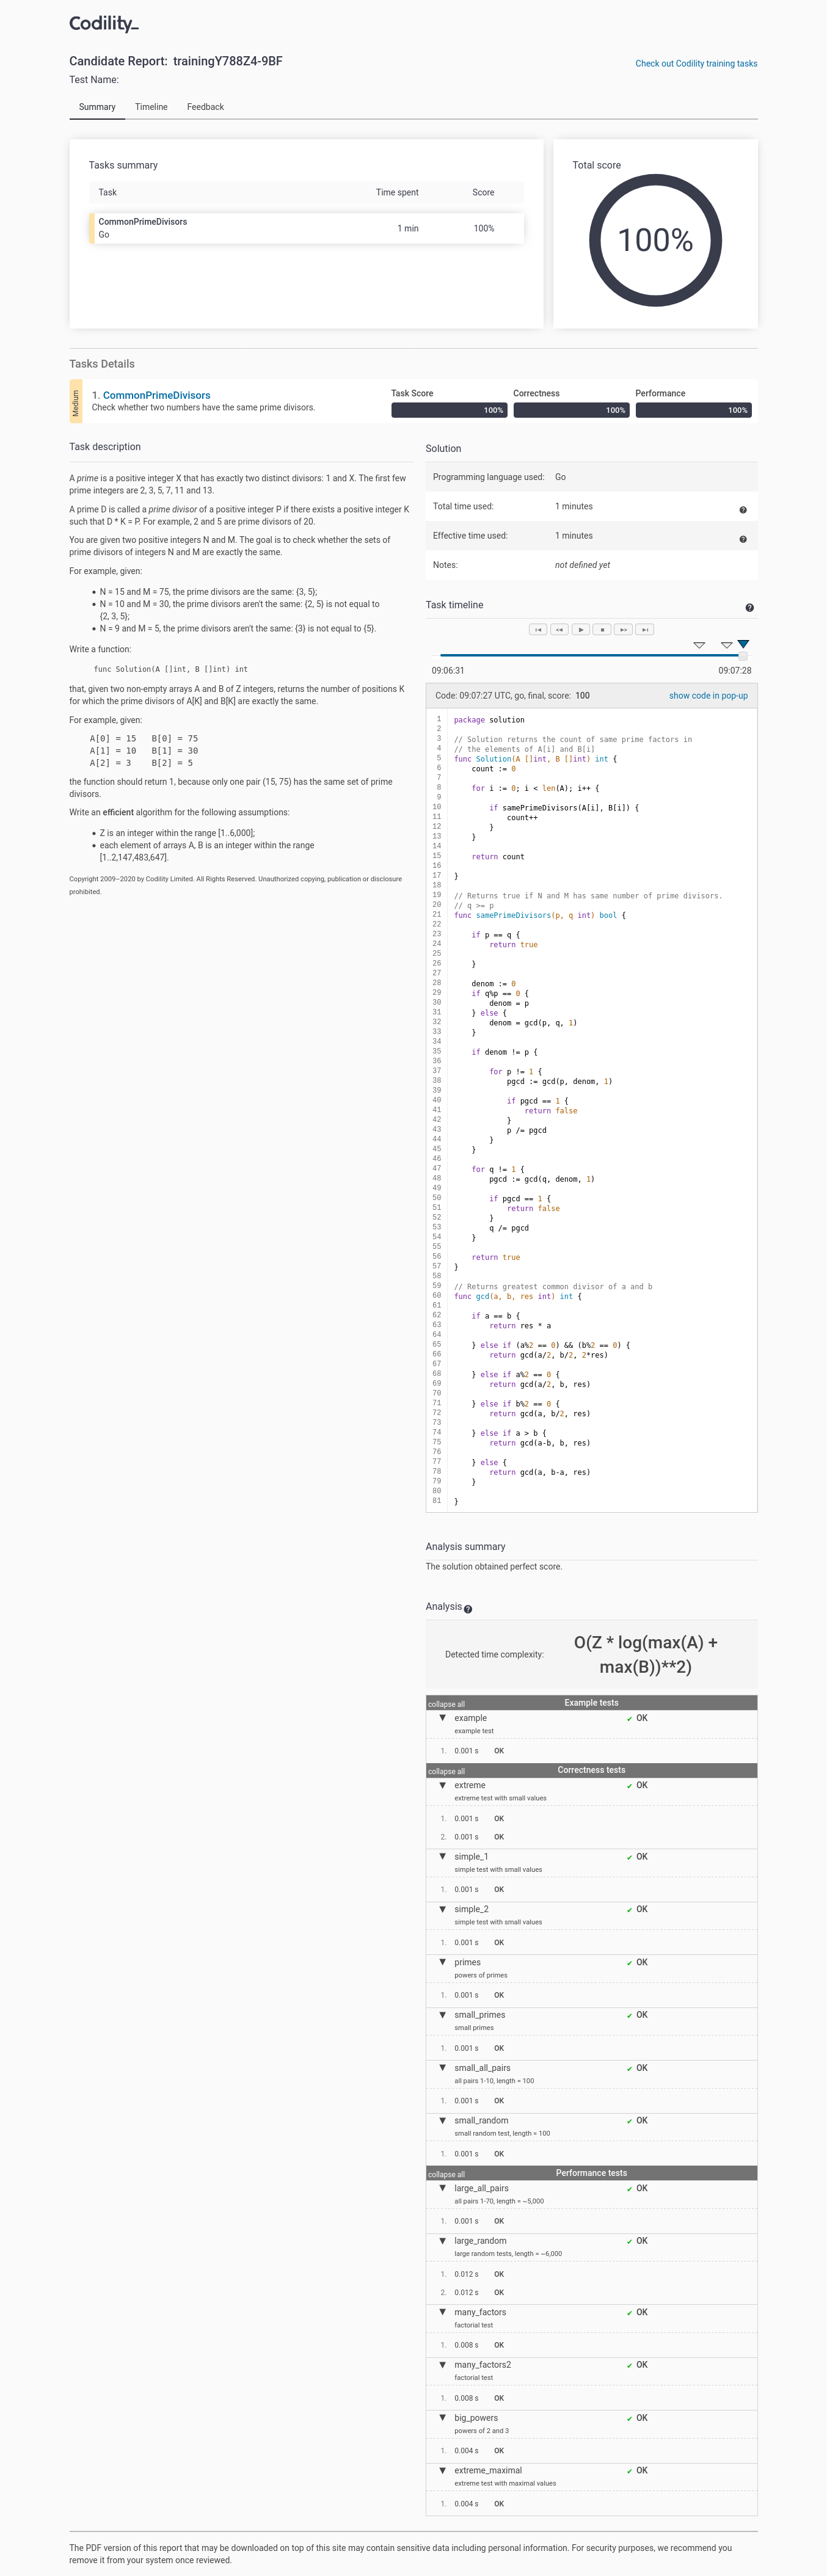 Codility_
Candidate Report: trainingY788Z4-9BF
Check out Codility training tasks
Test Name:
Summary Timeline Feedback
Tasks summary
Task Time spent Score
CommonPrimeDivisors
Go
1 min 100%
Total score
100%
Tasks Details
Medium
1. CommonPrimeDivisors
Check whether two numbers have the same prime divisors.
Task Score Correctness Performance
100% 100% 100%
Task description
A prime is a positive integer X that has exactly two distinct divisors: 1 and X. The first few
prime integers are 2, 3, 5, 7, 11 and 13.
A prime D is called a prime divisor of a positive integer P if there exists a positive integer K
such that D * K = P. For example, 2 and 5 are prime divisors of 20.
You are given two positive integers N and M. The goal is to check whether the sets of
prime divisors of integers N and M are exactly the same.
For example, given:
• N = 15 and M = 75, the prime divisors are the same: {3, 5};
• N = 10 and M = 30, the prime divisors aren't the same: {2, 5} is not equal to
{2, 3, 5};
• N = 9 and M = 5, the prime divisors aren't the same: {3} is not equal to {5}.
Write a function:
func Solution(A []int, B []int) int
that, given two non-empty arrays A and B of Z integers, returns the number of positions K
for which the prime divisors of A[K] and B[K] are exactly the same.
For example, given:
A[0] = 15 B[0] = 75
A[1] = 10 B[1] = 30
A[2] = 3 B[2] = 5
the function should return 1, because only one pair (15, 75) has the same set of prime
divisors.
Write an efficient algorithm for the following assumptions:
• Z is an integer within the range [1..6,000];
• each element of arrays A, B is an integer within the range
[1..2,147,483,647].
Copyright 2009–2020 by Codility Limited. All Rights Reserved. Unauthorized copying, publication or disclosure
prohibited.
Solution
Programming language used: Go
Total time used: 1 minutes
Effective time used: 1 minutes
Notes: not defined yet
Task timeline
09:06:31 09:07:28
Code: 09:07:27 UTC, go, final, score: 100
show code in pop-up
1 package solution
2
3 // Solution returns the count of same prime factors in
4 // the elements of A[i] and B[i]
5 func Solution(A []int, B []int) int {
6 count := 0
7
8 for i := 0; i < len(A); i++ {
9
10 if samePrimeDivisors(A[i], B[i]) {
11 count++
12 }
13 }
14
15 return count
16
17 }
18
19 // Returns true if N and M has same number of prime divisors.
20 // q >= p
21 func samePrimeDivisors(p, q int) bool {
22
23 if p == q {
24 return true
25
26 }
27
28 denom := 0
29 if q%p == 0 {
30 denom = p
31 } else {
32 denom = gcd(p, q, 1)
33 }
34
35 if denom != p {
36
37 for p != 1 {
38 pgcd := gcd(p, denom, 1)
39
40 if pgcd == 1 {
41 return false
42 }
43 p /= pgcd
44 }
45 }
46
47 for q != 1 {
48 pgcd := gcd(q, denom, 1)
49
50 if pgcd == 1 {
51 return false
52 }
53 q /= pgcd
54 }
55
56 return true
57 }
58
59 // Returns greatest common divisor of a and b
60 func gcd(a, b, res int) int {
61
62 if a == b {
63 return res * a
64
65 } else if (a%2 == 0) && (b%2 == 0) {
66 return gcd(a/2, b/2, 2*res)
67
68 } else if a%2 == 0 {
69 return gcd(a/2, b, res)
70
71 } else if b%2 == 0 {
72 return gcd(a, b/2, res)
73
74 } else if a > b {
75 return gcd(a-b, b, res)
76
77 } else {
78 return gcd(a, b-a, res)
79 }
80
81 }
Analysis summary
The solution obtained perfect score.
Analysis
Detected time complexity:
O(Z * log(max(A) +
max(B))**2)
collapse all Example tests
example ✔ OK
example test
1. 0.001 s OK
collapse all Correctness tests
extreme ✔ OK
extreme test with small values
1. 0.001 s OK
2. 0.001 s OK
simple_1 ✔ OK
simple test with small values
1. 0.001 s OK
simple_2 ✔ OK
simple test with small values
1. 0.001 s OK
primes ✔ OK
powers of primes
1. 0.001 s OK
small_primes ✔ OK
small primes
1. 0.001 s OK
small_all_pairs ✔ OK
all pairs 1-10, length = 100
1. 0.001 s OK
small_random ✔ OK
small random test, length = 100
1. 0.001 s OK
collapse all Performance tests
large_all_pairs ✔ OK
all pairs 1-70, length = ~5,000
1. 0.001 s OK
large_random ✔ OK
large random tests, length = ~6,000
1. 0.012 s OK
2. 0.012 s OK
many_factors ✔ OK
factorial test
1. 0.008 s OK
many_factors2 ✔ OK
factorial test
1. 0.008 s OK
big_powers ✔ OK
powers of 2 and 3
1. 0.004 s OK
extreme_maximal ✔ OK
extreme test with maximal values
1. 0.004 s OK
The PDF version of this report that may be downloaded on top of this site may contain sensitive data including personal information. For security purposes, we recommend you
remove it from your system once reviewed.